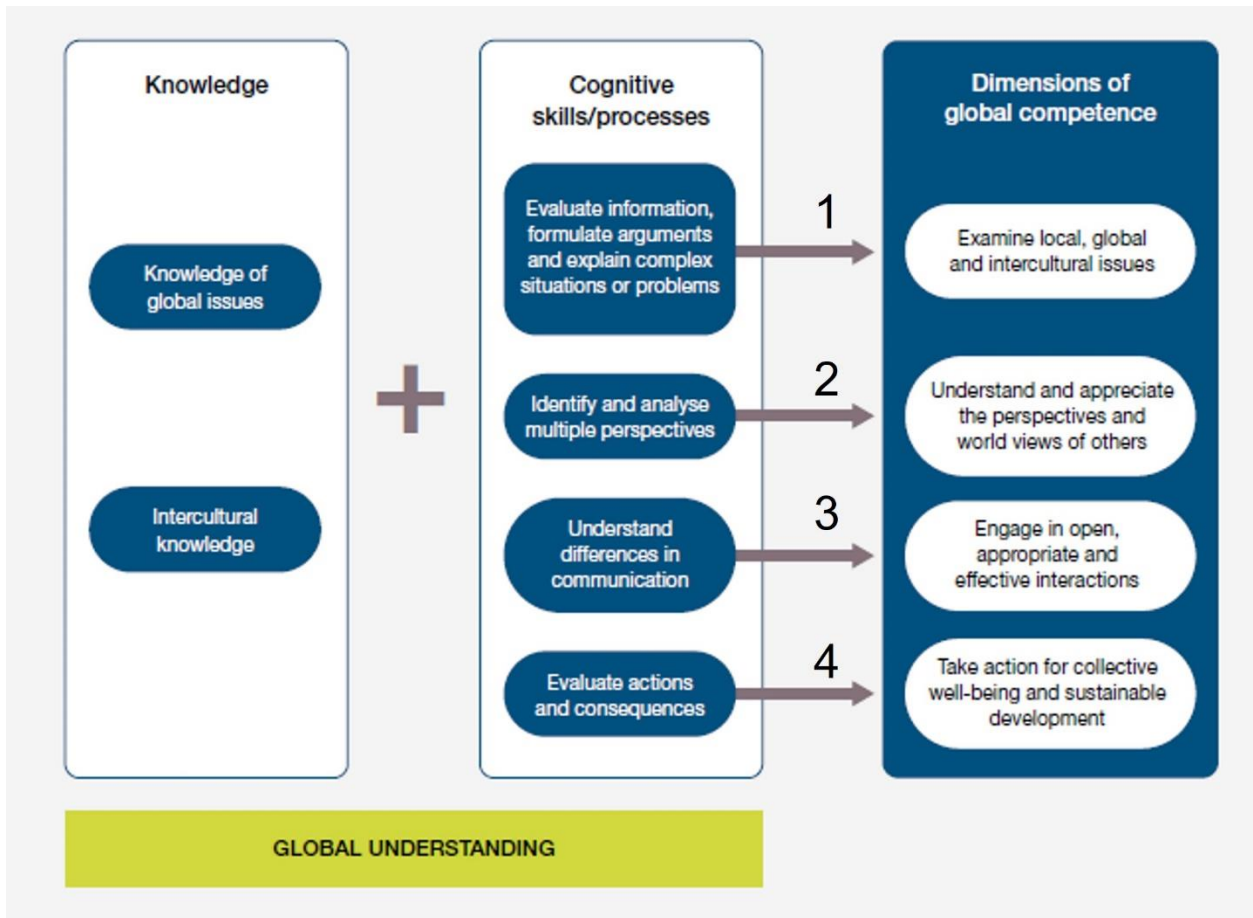 Knowledge
Knowledge of
global issues
Intercultural
knowledge
Cognitive
skills/processes
Evaluate information,
formulate arguments
and explain complex
situations or problems
Identify and analyse
multiple perspectives
Understand
differences in
communication
Evaluate actions
and consequences
1
2
3
4
Dimensions of
global competence
Examine local, global
and intercultural issues
Understand and appreciate
the perspectives and
world views of others
Engage in open,
appropriate and
effective interactions
Take action for collective
well-being and sustainable
development
GLOBAL UNDERSTANDING